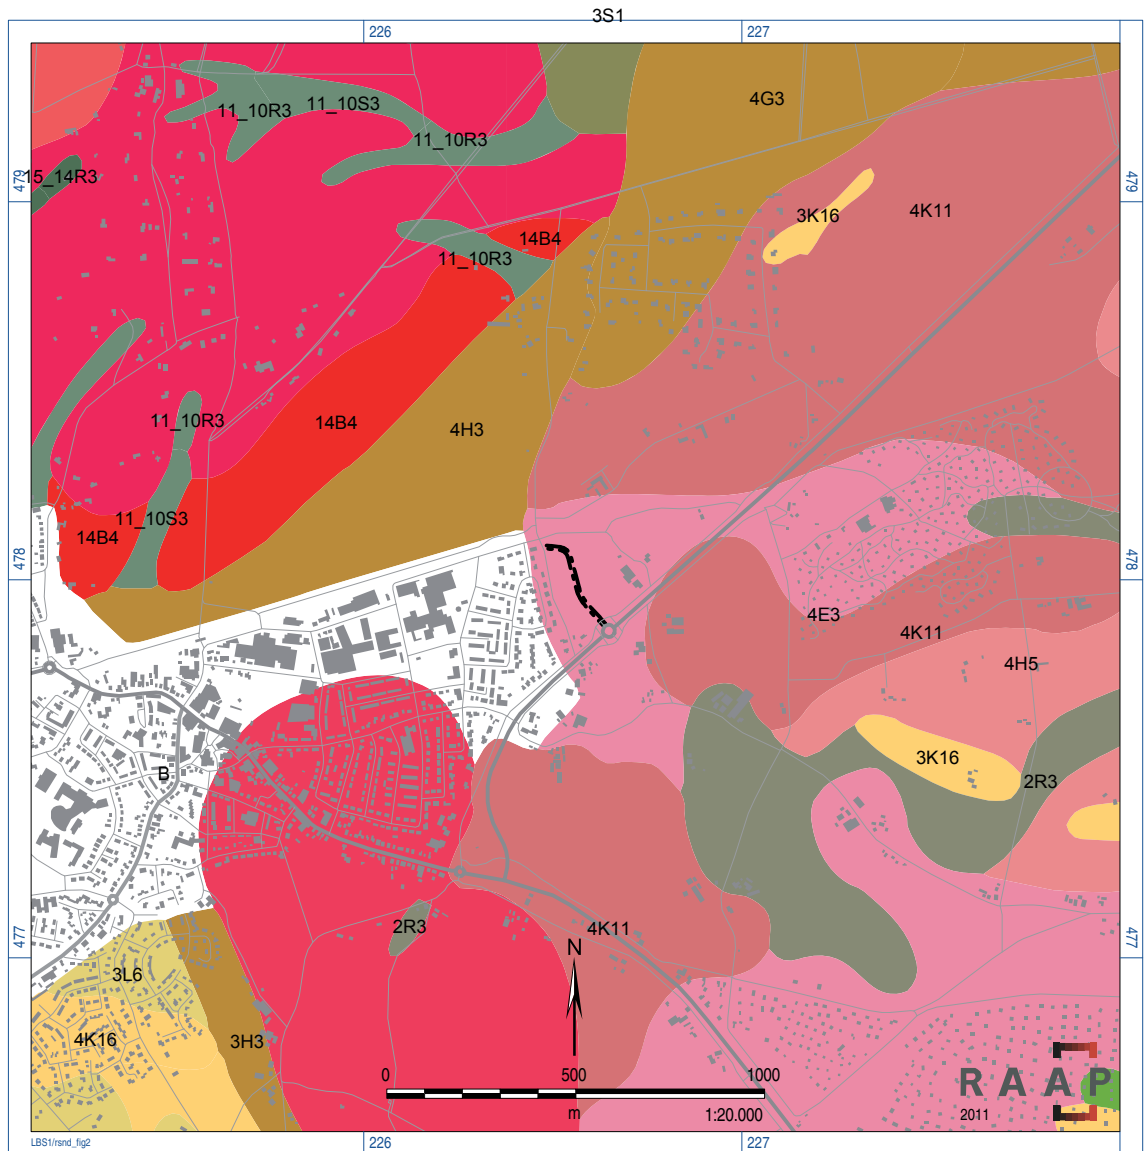 3S1
226
227
4G3
11_10R3
11_10S3
11_10R3
479
15_14R3
479
3K16
4K11
14B4
11_10R3
11_10R3
14B4
4H3
11_10S3
14B4
478
478
4E3
4K11
4H5
B
3K16
2R3
2R3
4K11
477
477
N
3L6
4K16
3H3
0
500
1000
m
1:20.000
RAAP
2011
LBS1/rsnd_fig2
226
227